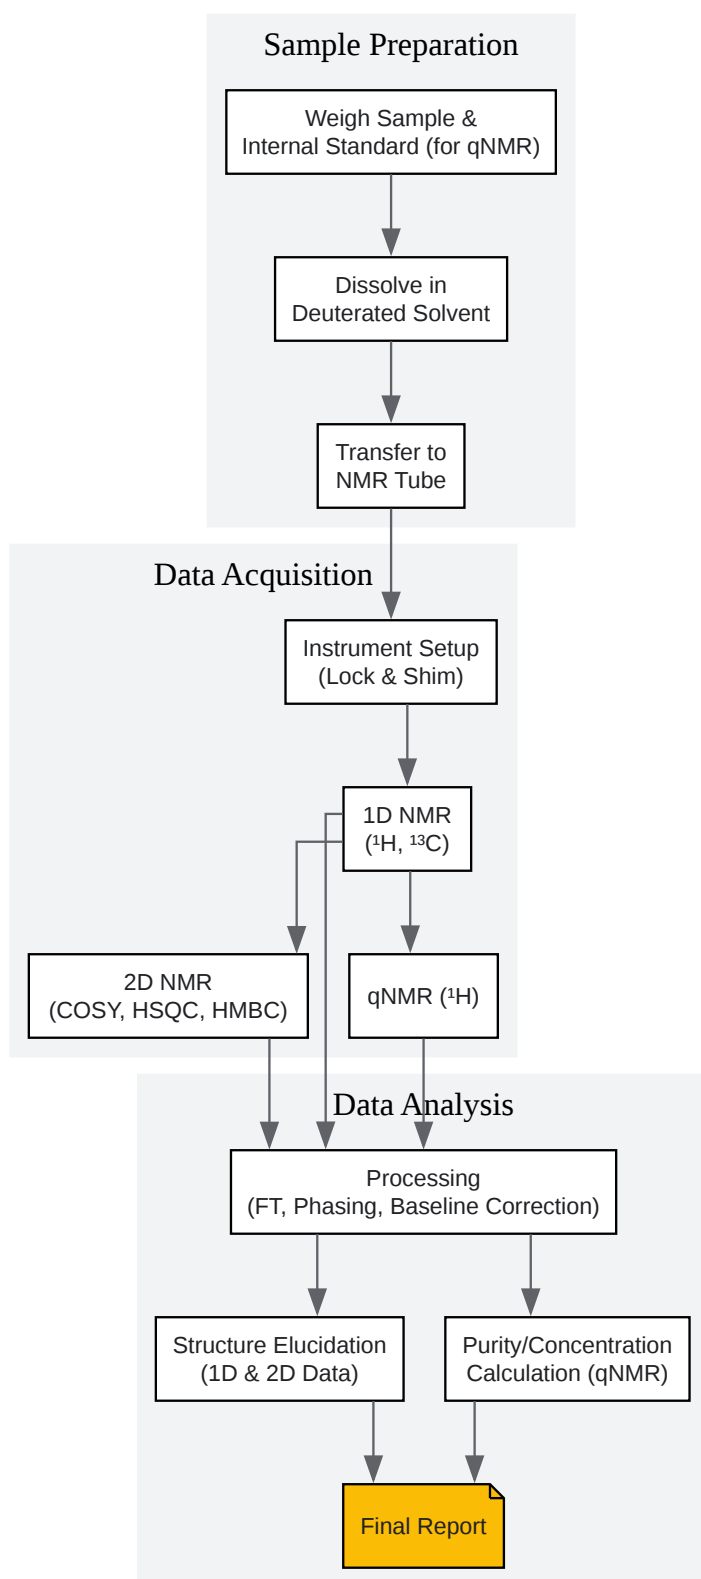 Sample Preparation
Weigh Sample &
Internal Standard (for qNMR)
Dissolve in
Deuterated Solvent
Transfer to
NMR Tube
Data Acquisition
Instrument Setup
(Lock & Shim)
1D NMR
(¹H, ¹³C)
2D NMR
(COSY, HSQC, HMBC)
qNMR (¹H)
Data Analysis
Processing
(FT, Phasing, Baseline Correction)
Structure Elucidation
(1D & 2D Data)
Purity/Concentration
Calculation (qNMR)
Final Report